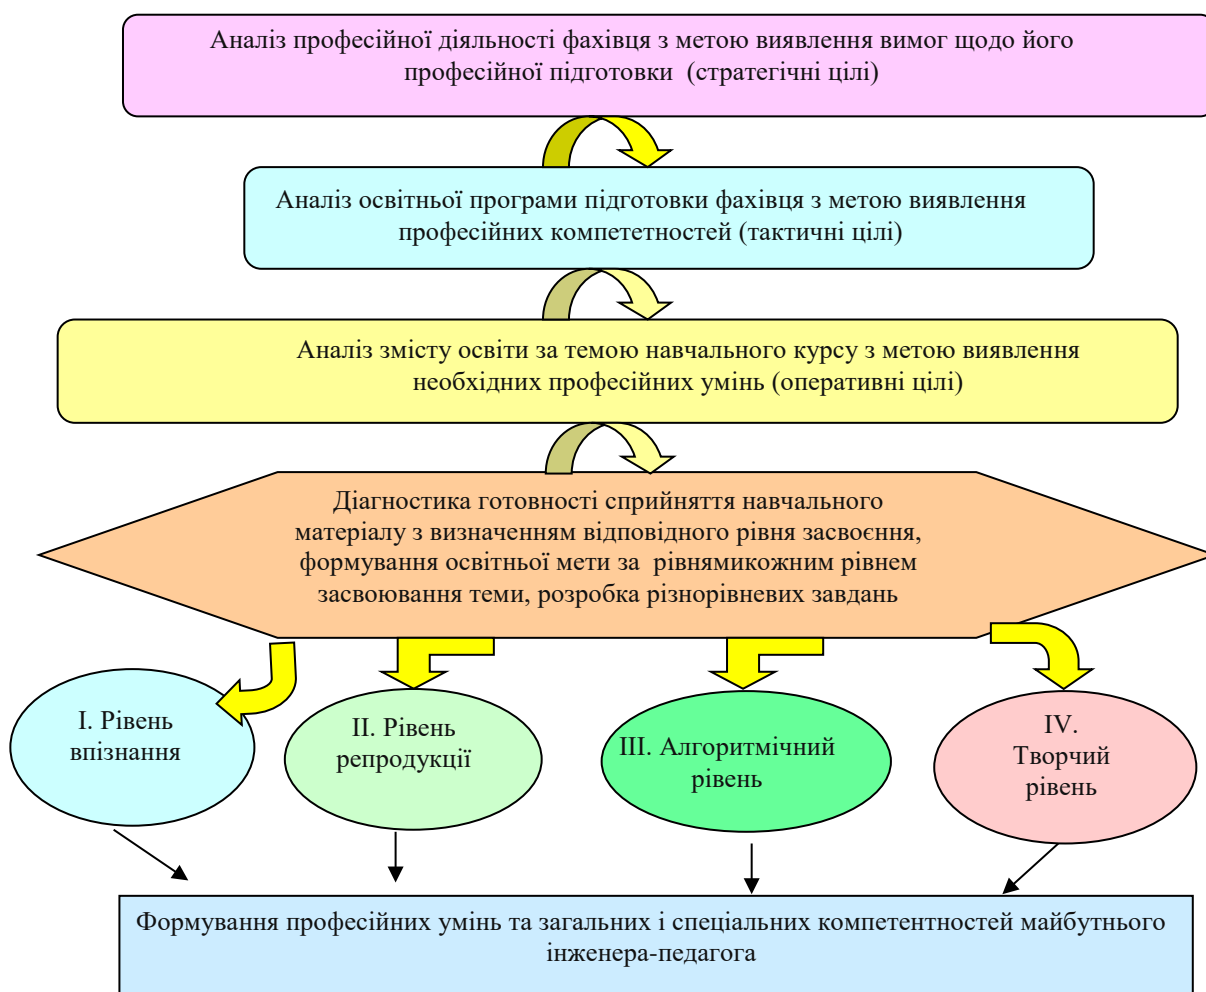 Аналіз професійної діяльності фахівця з метою виявлення вимог щодо його
професійної підготовки (стратегічні цілі)
Аналіз освітньої програми підготовки фахівця з метою виявлення
професійних компететностей (тактичні цілі)
Аналіз змісту освіти за темою навчального курсу з метою виявлення
необхідних професійних умінь (оперативні цілі)
Діагностика готовності сприйняття навчального
матеріалу з визначенням відповідного рівня засвоєння,
формування освітньої мети за рівнямикожним рівнем
засвоювання теми, розробка різнорівневих завдань
І. Рівень
впізнання
ІІ. Рівень
репродукції
ІІІ. Алгоритмічний
рівень
IV.
Творчий
рівень
Формування професійних умінь та загальних і спеціальних компетентностей майбутнього
інженера-педагога